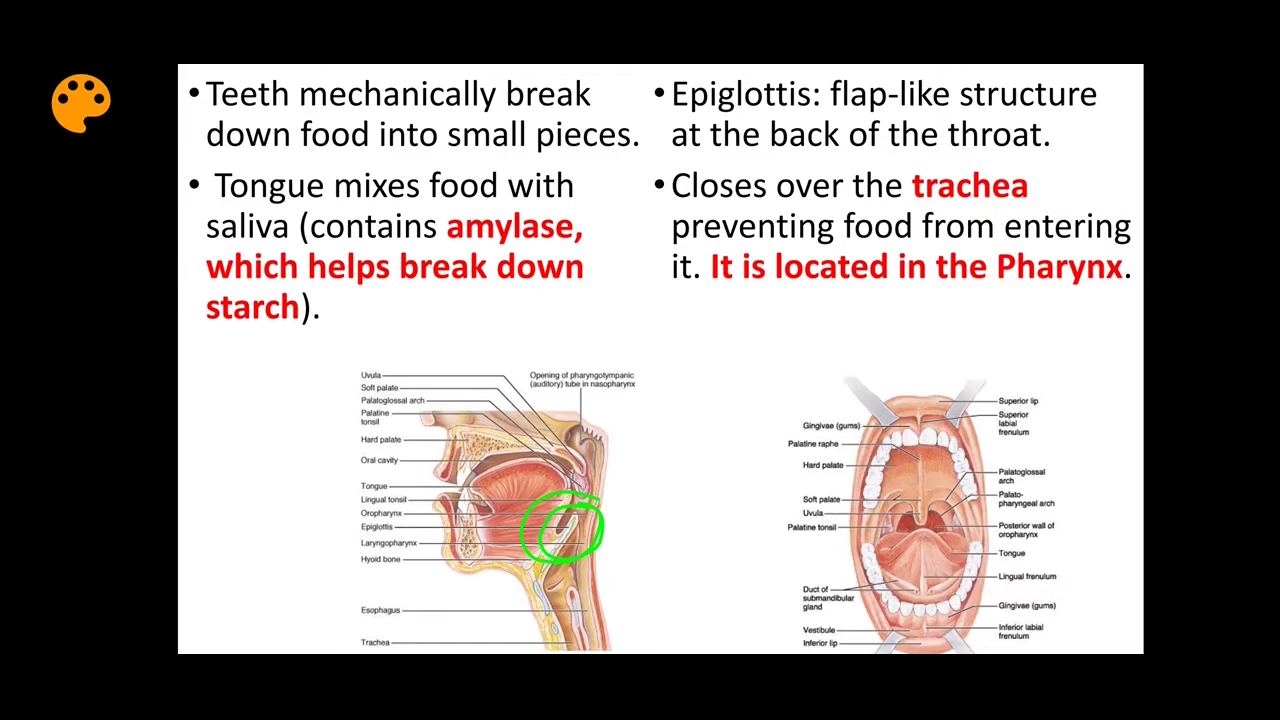 • Teeth mechanically break
down food into small pieces.
• Tongue mixes food with
saliva (contains amylase,
which helps break down
starch).
• Epiglottis: flap-like structure
at the back of the throat.
• Closes over the trachea
preventing food from entering
it. It is located in the Pharynx.
Uvula
Soft palate
Palatoglossal arch
Palatine
tonsil
Hard palate
Oral cavity
Tongue
Lingual tonsil
Oropharynx
Epiglottis
Laryngopharynx
Hyoid bone
Esophagus
Trachea
Opening of pharyngotympanic
(auditory) tube in nasopharynx
Gingivae (gums)
Palatine raphe
Hard palate
Soft palate
Uvula
Palatine tonsil
Duct of
submandibular
gland
Vestibule
Inferior lip
Superior lip
Superior
labial
frenulum
Palatoglossal
arch
Palato-
pharyngeal arch
Posterior wall of
oropharynx
Tongue
Lingual frenulum
Gingivae (gums)
Inferior labial
frenulum